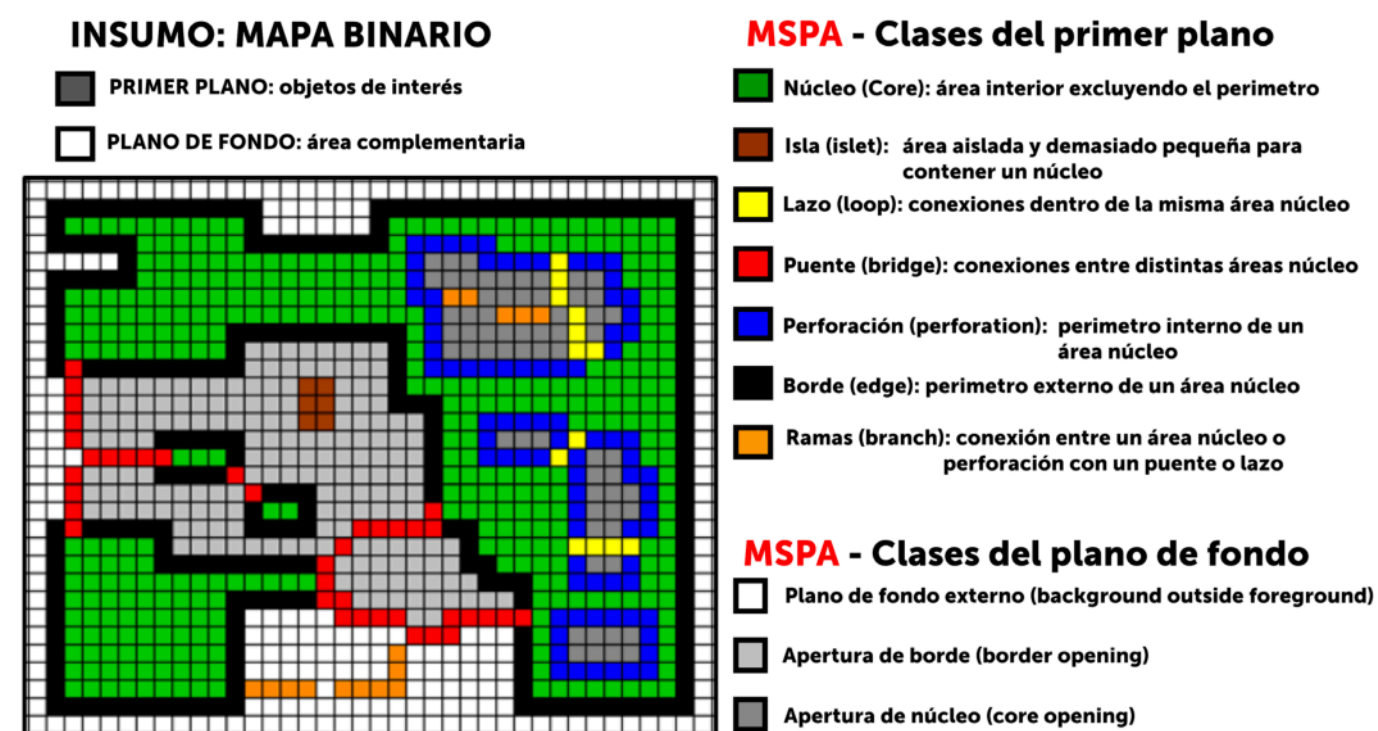 INSUMO: MAPA BINARIO
PRIMER PLANO: objetos de interés
PLANO DE FONDO: área complementaria
MSPA - Clases del primer plano
Núcleo (Core): área interior excluyendo el perimetro
Isla (islet): área aislada y demasiado pequeña para
contener un núcleo
Lazo (loop): conexiones dentro de la misma área núcleo
Puente (bridge): conexiones entre distintas áreas núcleo
Perforación (perforation): perimetro interno de un
área núcleo
Borde (edge): perimetro externo de un área núcleo
Ramas (branch): conexión entre un área núcleo o
perforación con un puente o lazo
MSPA - Clases del plano de fondo
Plano de fondo externo (background outside foreground)
Apertura de borde (border opening)
Apertura de núcleo (core opening)